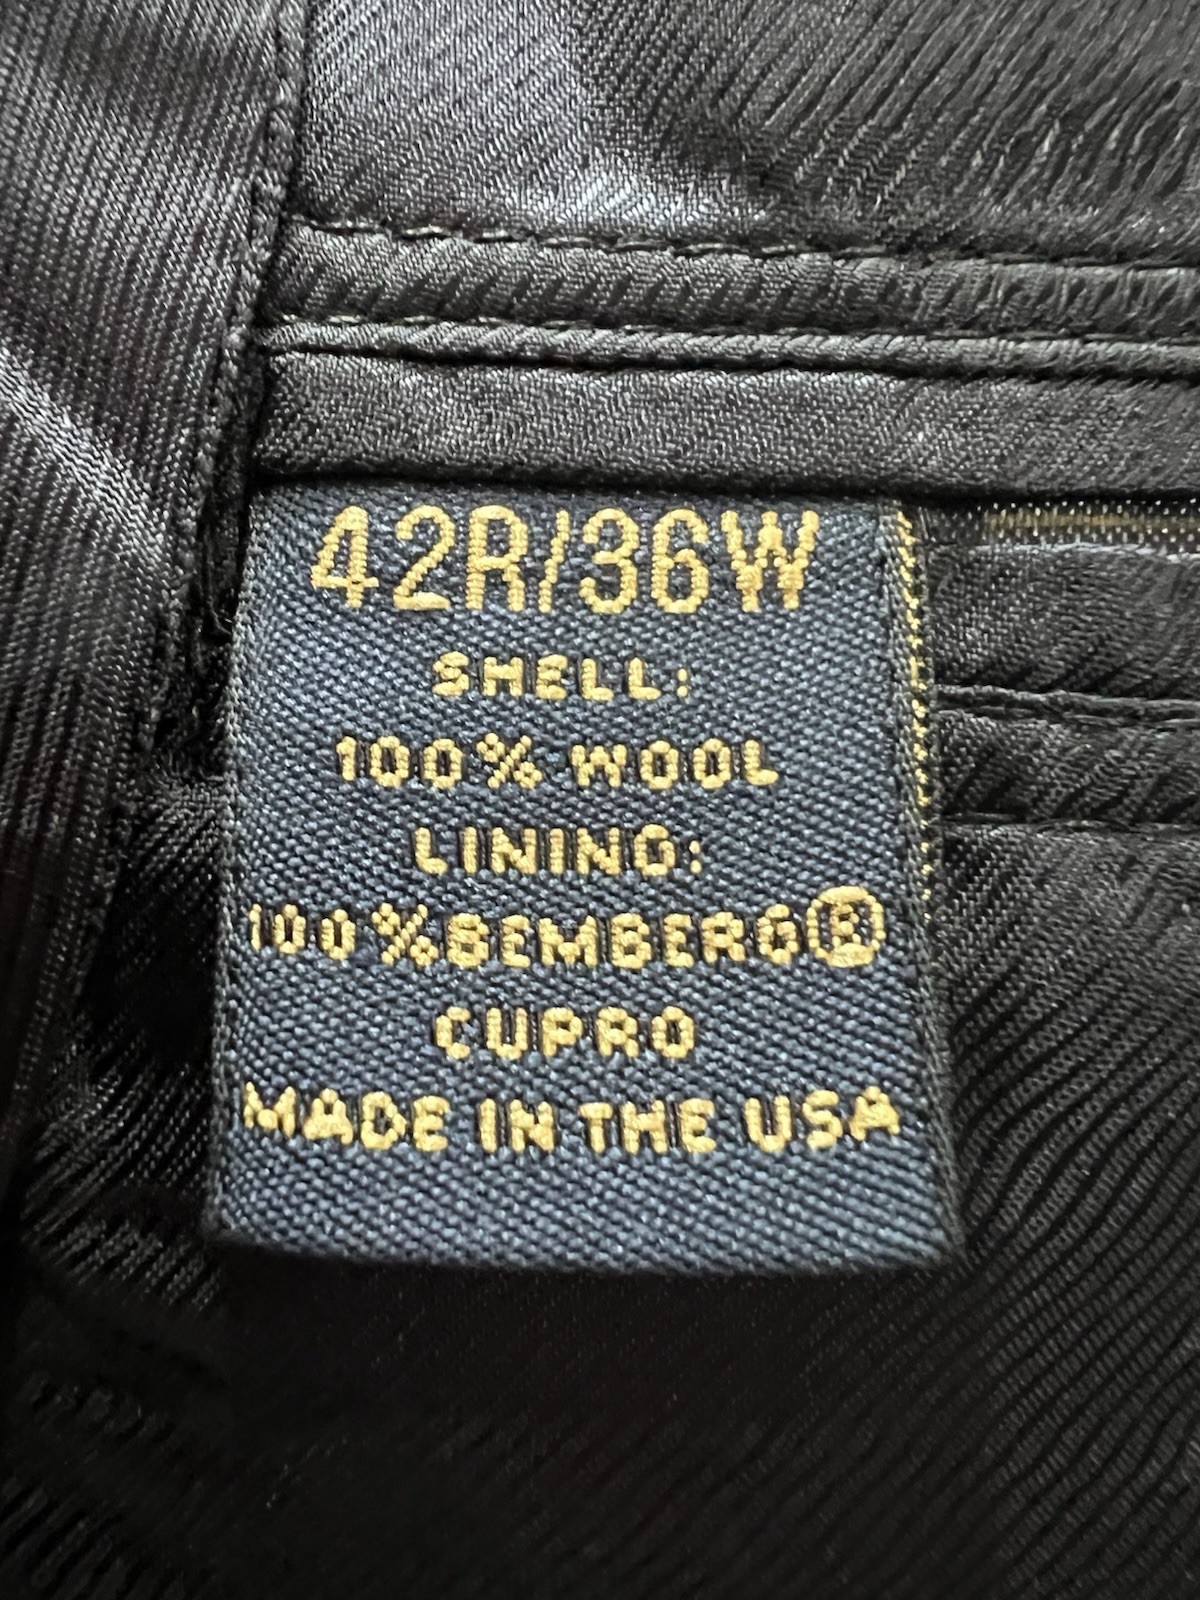 42R/36W
SHELL:
100% WOOL
LINING:
100%BEMBERG®
CUPRO
MADE IN THE USA